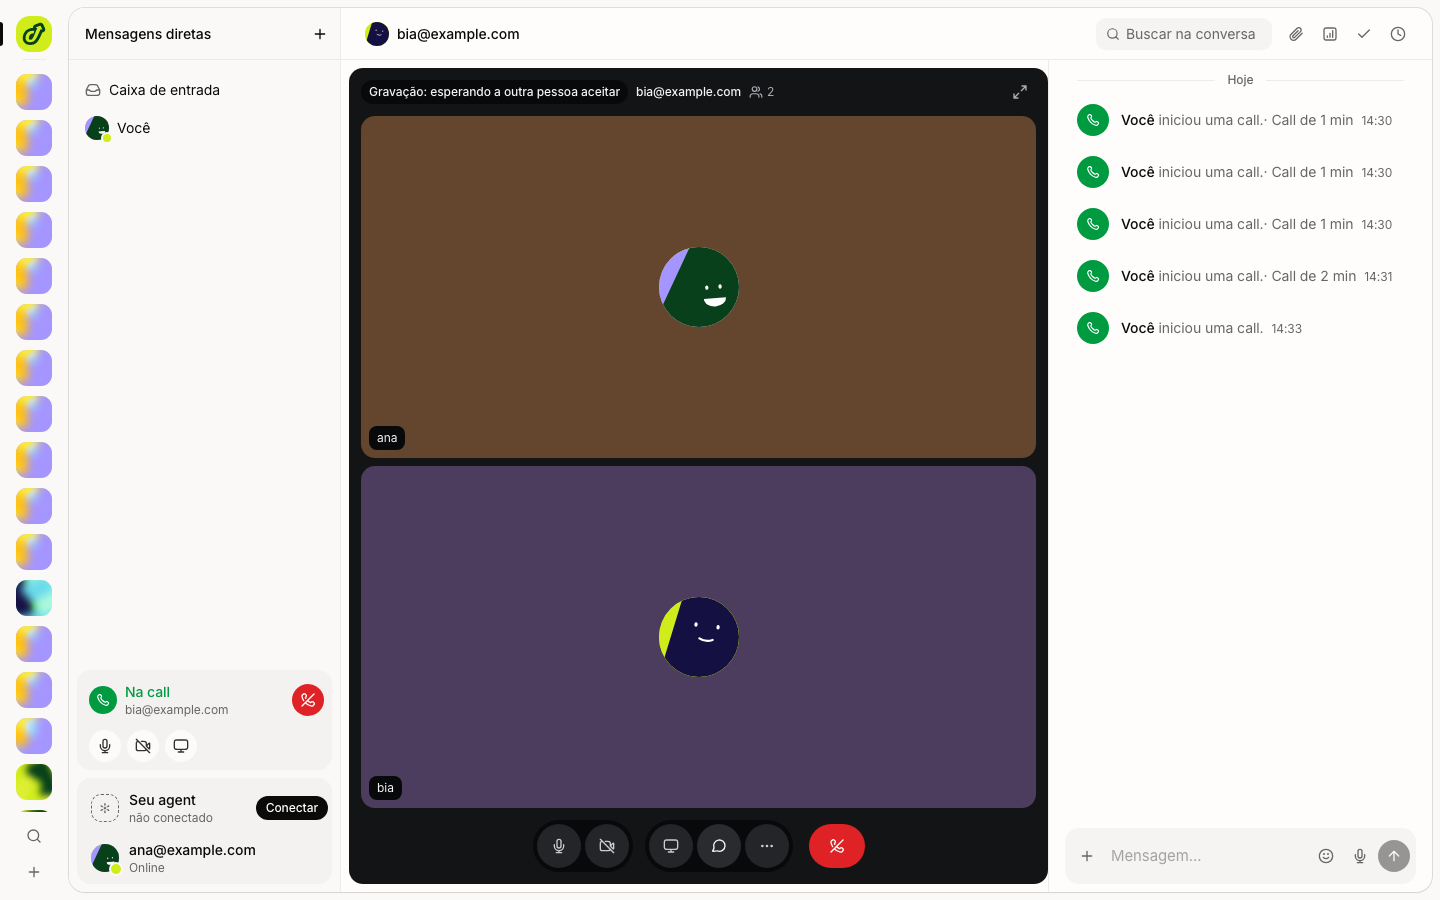 Mensagens diretas
Caixa de entrada
Você
Na call
bia@example.com
Seu agent
não conectado
Conectar
ana@example.com
Online
bia@example.com
Buscar na conversa
Gravação: esperando a outra pessoa aceitar
bia@example.com
2
ana
bia
Hoje
Você iniciou uma call.· Call de 1 min 14:30
Você iniciou uma call.· Call de 1 min 14:30
Você iniciou uma call.· Call de 1 min 14:30
Você iniciou uma call.· Call de 2 min 14:31
Você iniciou uma call. 14:33
Mensagem...